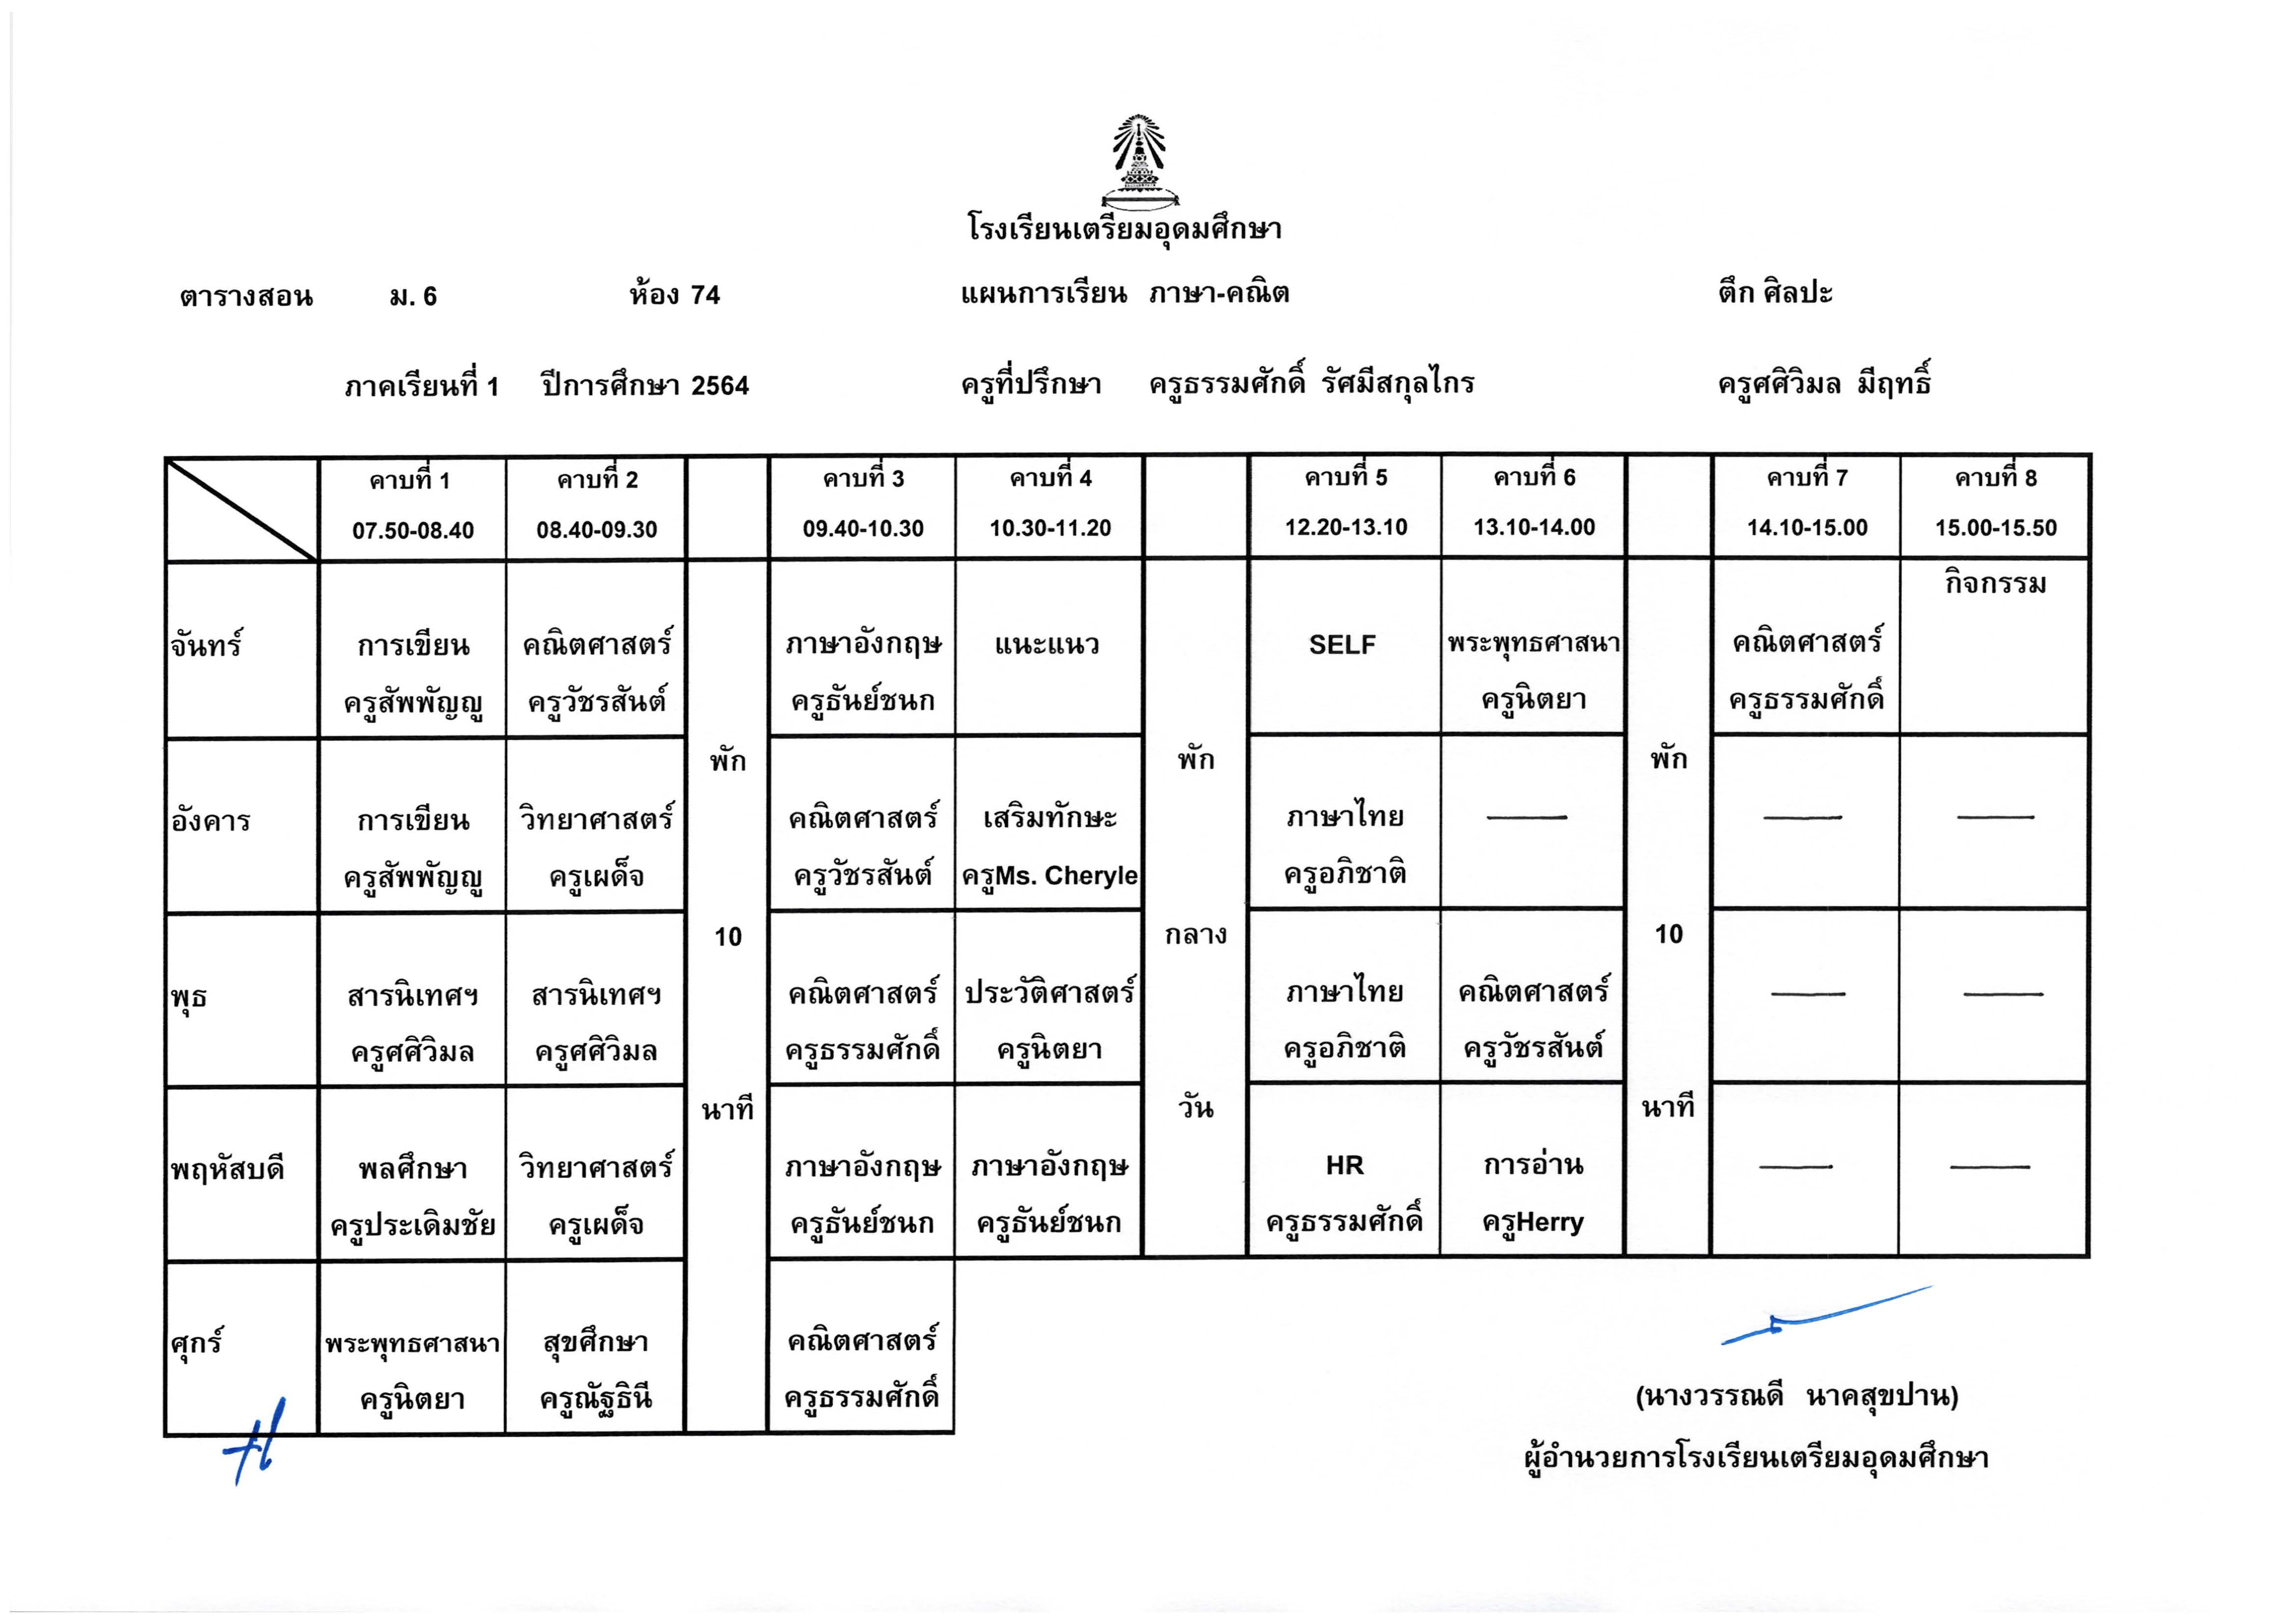 โรงเรียนเตรียมอุดมศึกษา
ตารางสอน ม. 6 ห้อง 74 แผนการเรียน ภาษา-คณิต ตึก ศิลปะ
ภาคเรียนที่ 1 ปีการศึกษา 2564 ครูที่ปรึกษา ครูธรรมศักดิ์ รัศมีสกุลไกร ครูศศิวิมล มีฤทธิ์
คาบที่ 1 คาบที่ 2 คาบที่ 3 คาบที่ 4 คาบที่ 5 คาบที่ 6 คาบที่ 7 คาบที่ 8
07.50-08.40 08.40-09.30 09.40-10.30 10.30-11.20 12.20-13.10 13.10-14.00 14.10-15.00 15.00-15.50
กิจกรรม
จันทร์ การเขียน คณิตศาสตร์ ภาษาอังกฤษ แนะแนว SELF พระพุทธศาสนา คณิตศาสตร์
ครูสัพพัญญู ครูวัชรสันต์ ครูธันย์ชนก ครูนิตยา ครูธรรมศักดิ์
พัก พัก พัก
อังคาร การเขียน วิทยาศาสตร์ คณิตศาสตร์ เสริมทักษะ ภาษาไทย — — —
ครูสัพพัญญู ครูเผด็จ ครูวัชรสันต์ ครูMs. Cheryle ครูอภิชาติ
10 กลาง 10
พุธ สารนิเทศฯ สารนิเทศฯ คณิตศาสตร์ ประวัติศาสตร์ ภาษาไทย คณิตศาสตร์ — —
ครูศศิวิมล ครูศศิวิมล ครูธรรมศักดิ์ ครูนิตยา ครูอภิชาติ ครูวัชรสันต์
นาที วัน นาที
พฤหัสบดี พลศึกษา วิทยาศาสตร์ ภาษาอังกฤษ ภาษาอังกฤษ HR การอ่าน — —
ครูประเดิมชัย ครูเผด็จ ครูธันย์ชนก ครูธันย์ชนก ครูธรรมศักดิ์ ครูHerry
ศุกร์ พระพุทธศาสนา สุขศึกษา คณิตศาสตร์
ครูนิตยา ครูณัฐธินี ครูธรรมศักดิ์
(นางวรรณดี นาคสุขปาน)
ผู้อำนวยการโรงเรียนเตรียมอุดมศึกษา